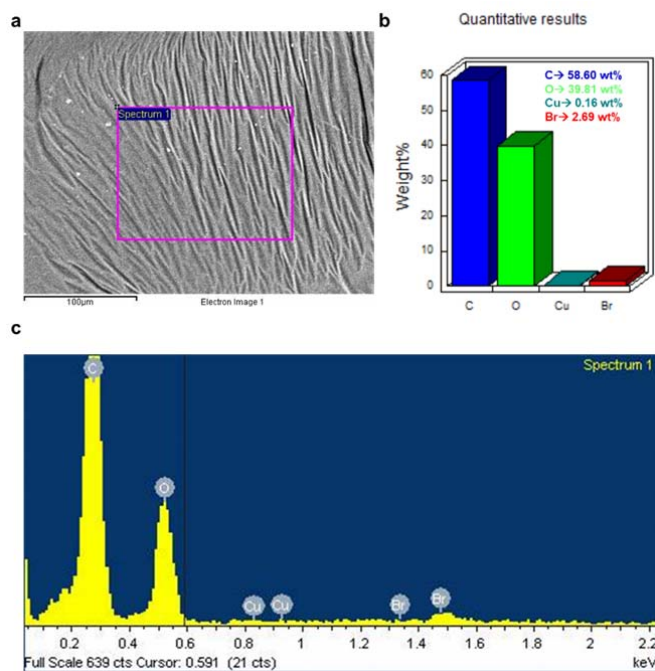 a
Spectrum 1
100µm
Electron Image 1
b
Quantitative results
C→ 58.60 wt%
O→ 39.81 wt%
Cu→ 0.16 wt%
Br→ 2.69 wt%
Weight%
60
50
40
30
20
10
0
C O Cu Br
c
Spectrum 1
C
O
Cu Cu Br Br
0.2 0.4 0.6 0.8 1 1.2 1.4 1.6 1.8 2 2.2
Full Scale 639 cts Cursor: 0.591 (21 cts) keV